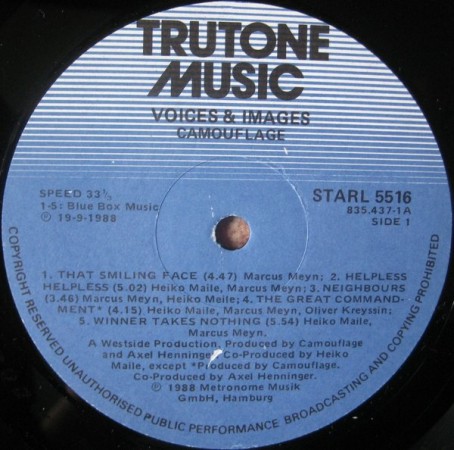 TRUTONE
MUSIC
VOICES & IMAGES
CAMOUFLAGE
SPEED 33⅓
1-5: Blue Box Music
℗ 19-9-1988
STARL 5516
835.437-1A
SIDE 1
1. THAT SMILING FACE (4.47) Marcus Meyn; 2. HELPLESS
HELPLESS (5.02) Heiko Maile, Marcus Meyn; 3. NEIGHBOURS
(3.46) Marcus Meyn, Heiko Meile; 4. THE GREAT COMMAND-
MENT* (4.15) Heiko Maile, Marcus Meyn, Oliver Kreyssin;
5. WINNER TAKES NOTHING (5.54) Heiko Maile,
Marcus Meyn.
A Westside Production, Produced by Camouflage
and Axel Henninger. Co-Produced by Heiko
Maile, except *Produced by Camouflage.
Co-Produced by Axel Henninger.
℗ 1988 Metronome Musik
GmbH, Hamburg
COPYRIGHT RESERVED UNAUTHORISED PUBLIC PERFORMANCE BROADCASTING AND COPYING PROHIBITED